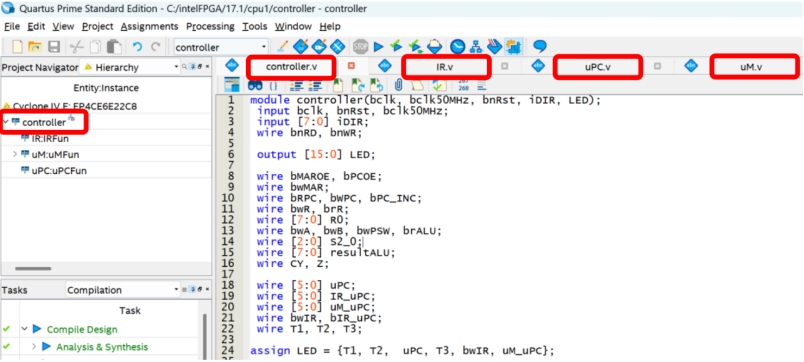 Quartus Prime Standard Edition - C:/intelFPGA/17.1/cpu1/controller - controller
File Edit View Project Assignments Processing Tools Window Help
controller
Project Navigator Hierarchy
controller.v IR.v uPC.v uM.v
Entity:Instance
Cyclone IV E: EP4CE6E22C8
controller
IR:IRFun
uM:uMFun
uPC:uPCFun
267
268
1 module controller(bclk, bclk50MHz, bnRst, iDIR, LED);
2 input bclk, bnRst, bclk50MHz;
3 input [7:0] iDIR;
4 wire bnRD, bnWR;
5
6 output [15:0] LED;
7
8 wire bMAROE, bPCOE;
9 wire bwMAR;
10 wire bRPC, bWPC, bPC_INC;
11 wire bwR, brR;
12 wire [7:0] R0;
13 wire bwA, bwB, bwPSW, brALU;
14 wire [2:0] S2_0;
15 wire [7:0] resultALU;
16 wire CY, Z;
17
18 wire [5:0] uPC;
19 wire [5:0] IR_uPC;
20 wire [5:0] uM_uPC;
21 wire bwIR, bIR_uPC;
22 wire T1, T2, T3;
23
24 assign LED = {T1, T2, uPC, T3, bwIR, uM_uPC};
Tasks Compilation
Task
Compile Design
Analysis & Synthesis